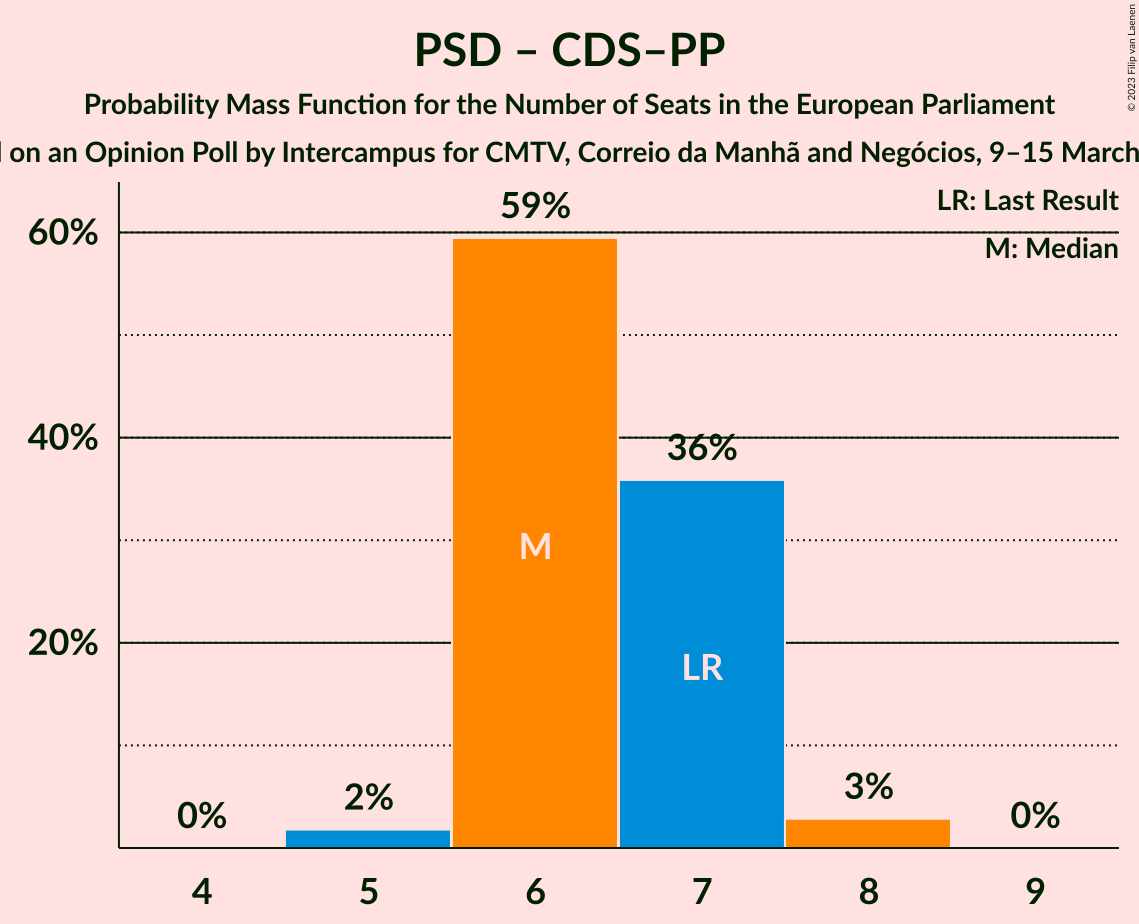 PSD – CDS–PP
Probability Mass Function for the Number of Seats in the European Parliament
on an Opinion Poll by Intercampus for CMTV, Correio da Manhã and Negócios, 9–15 March
© 2023 Filip van Laenen
LR: Last Result
M: Median
60%
40%
20%
0%
2%
59%
36%
3%
0%
M
LR
4
5
6
7
8
9